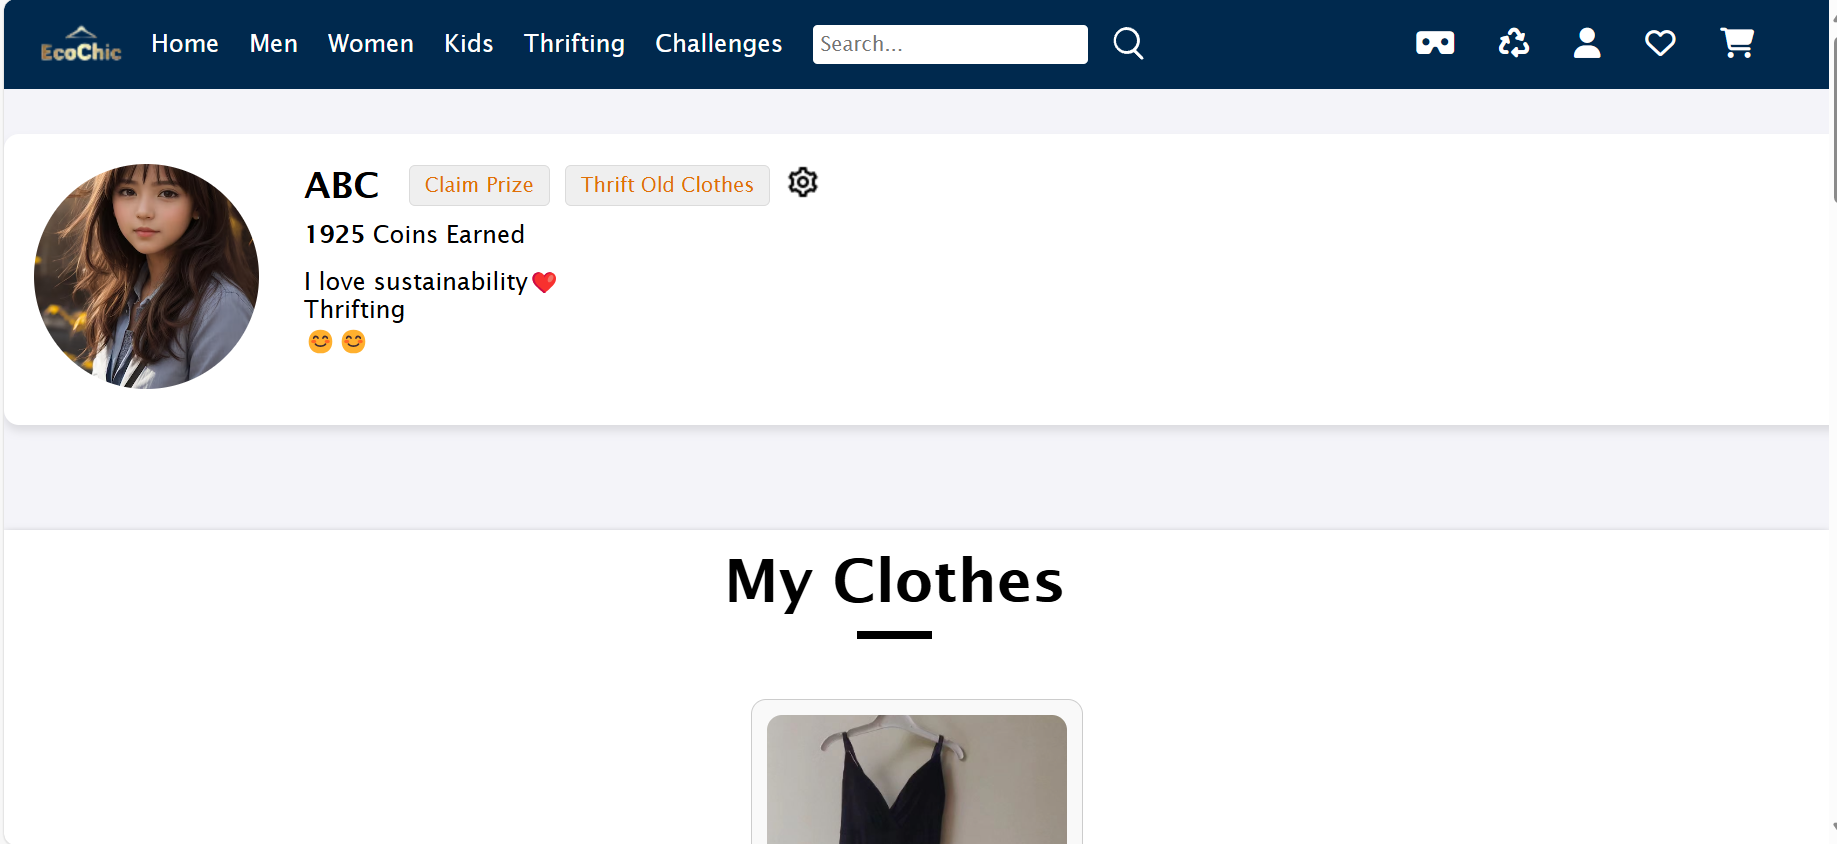 EcoChic Home Men Women Kids Thrifting Challenges Search...
ABC Claim Prize Thrift Old Clothes
1925 Coins Earned
I love sustainability❤️
Thrifting
😊😊
My Clothes